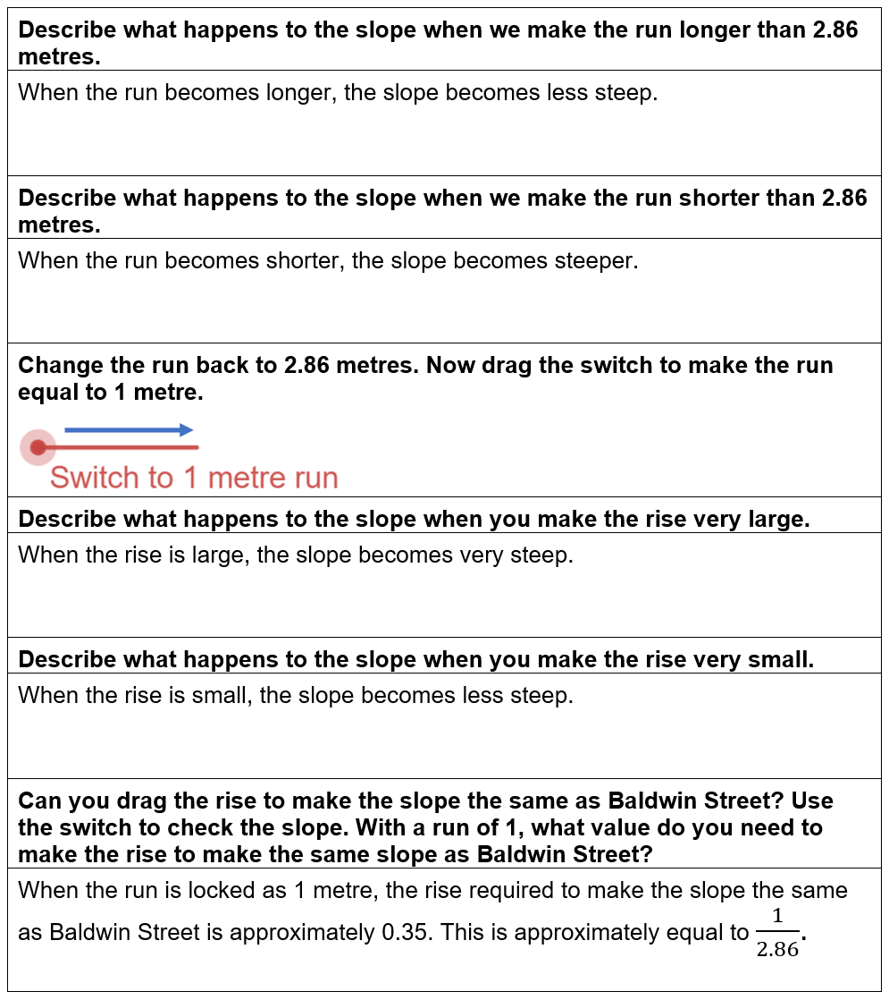 Describe what happens to the slope when we make the run longer than 2.86
metres.
When the run becomes longer, the slope becomes less steep.
Describe what happens to the slope when we make the run shorter than 2.86
metres.
When the run becomes shorter, the slope becomes steeper.
Change the run back to 2.86 metres. Now drag the switch to make the run
equal to 1 metre.
Switch to 1 metre run
Describe what happens to the slope when you make the rise very large.
When the rise is large, the slope becomes very steep.
Describe what happens to the slope when you make the rise very small.
When the rise is small, the slope becomes less steep.
Can you drag the rise to make the slope the same as Baldwin Street? Use
the switch to check the slope. With a run of 1, what value do you need to
make the rise to make the same slope as Baldwin Street?
When the run is locked as 1 metre, the rise required to make the slope the same
as Baldwin Street is approximately 0.35. This is approximately equal to 1/2.86.